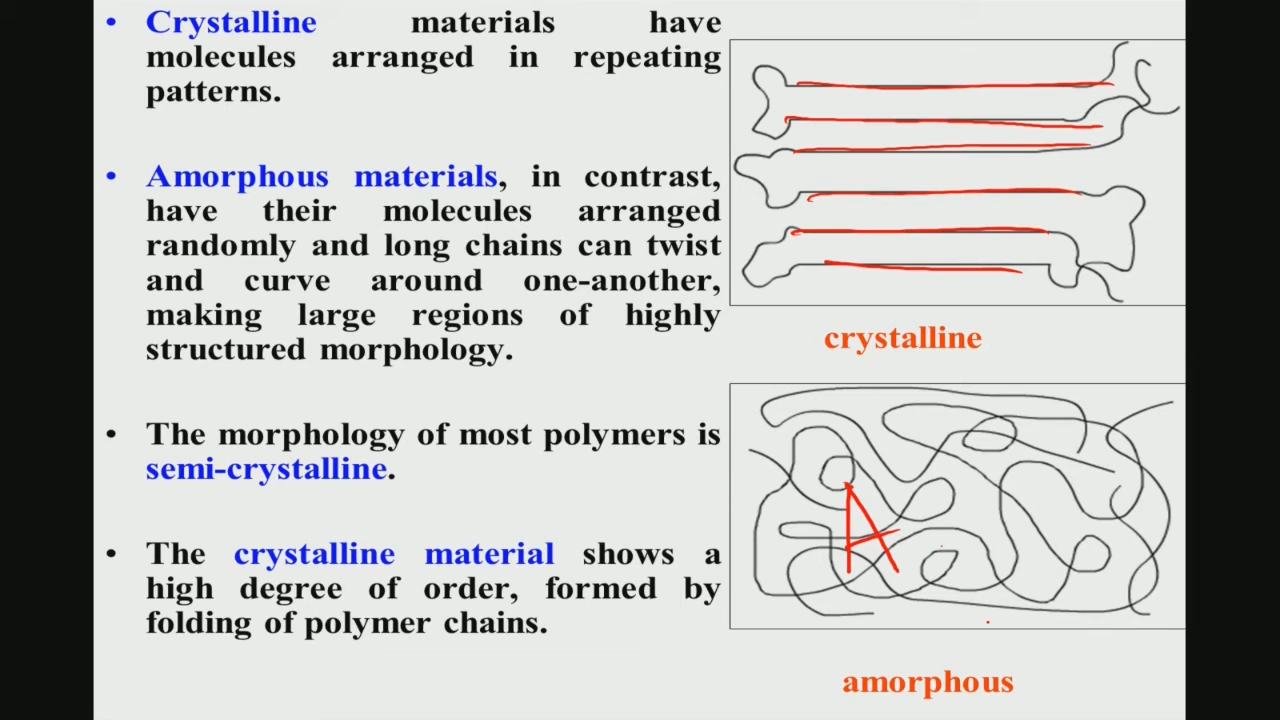 • Crystalline materials have
molecules arranged in repeating
patterns.
• Amorphous materials, in contrast,
have their molecules arranged
randomly and long chains can twist
and curve around one-another,
making large regions of highly
structured morphology.
• The morphology of most polymers is
semi-crystalline.
• The crystalline material shows a
high degree of order, formed by
folding of polymer chains.
crystalline
A
amorphous